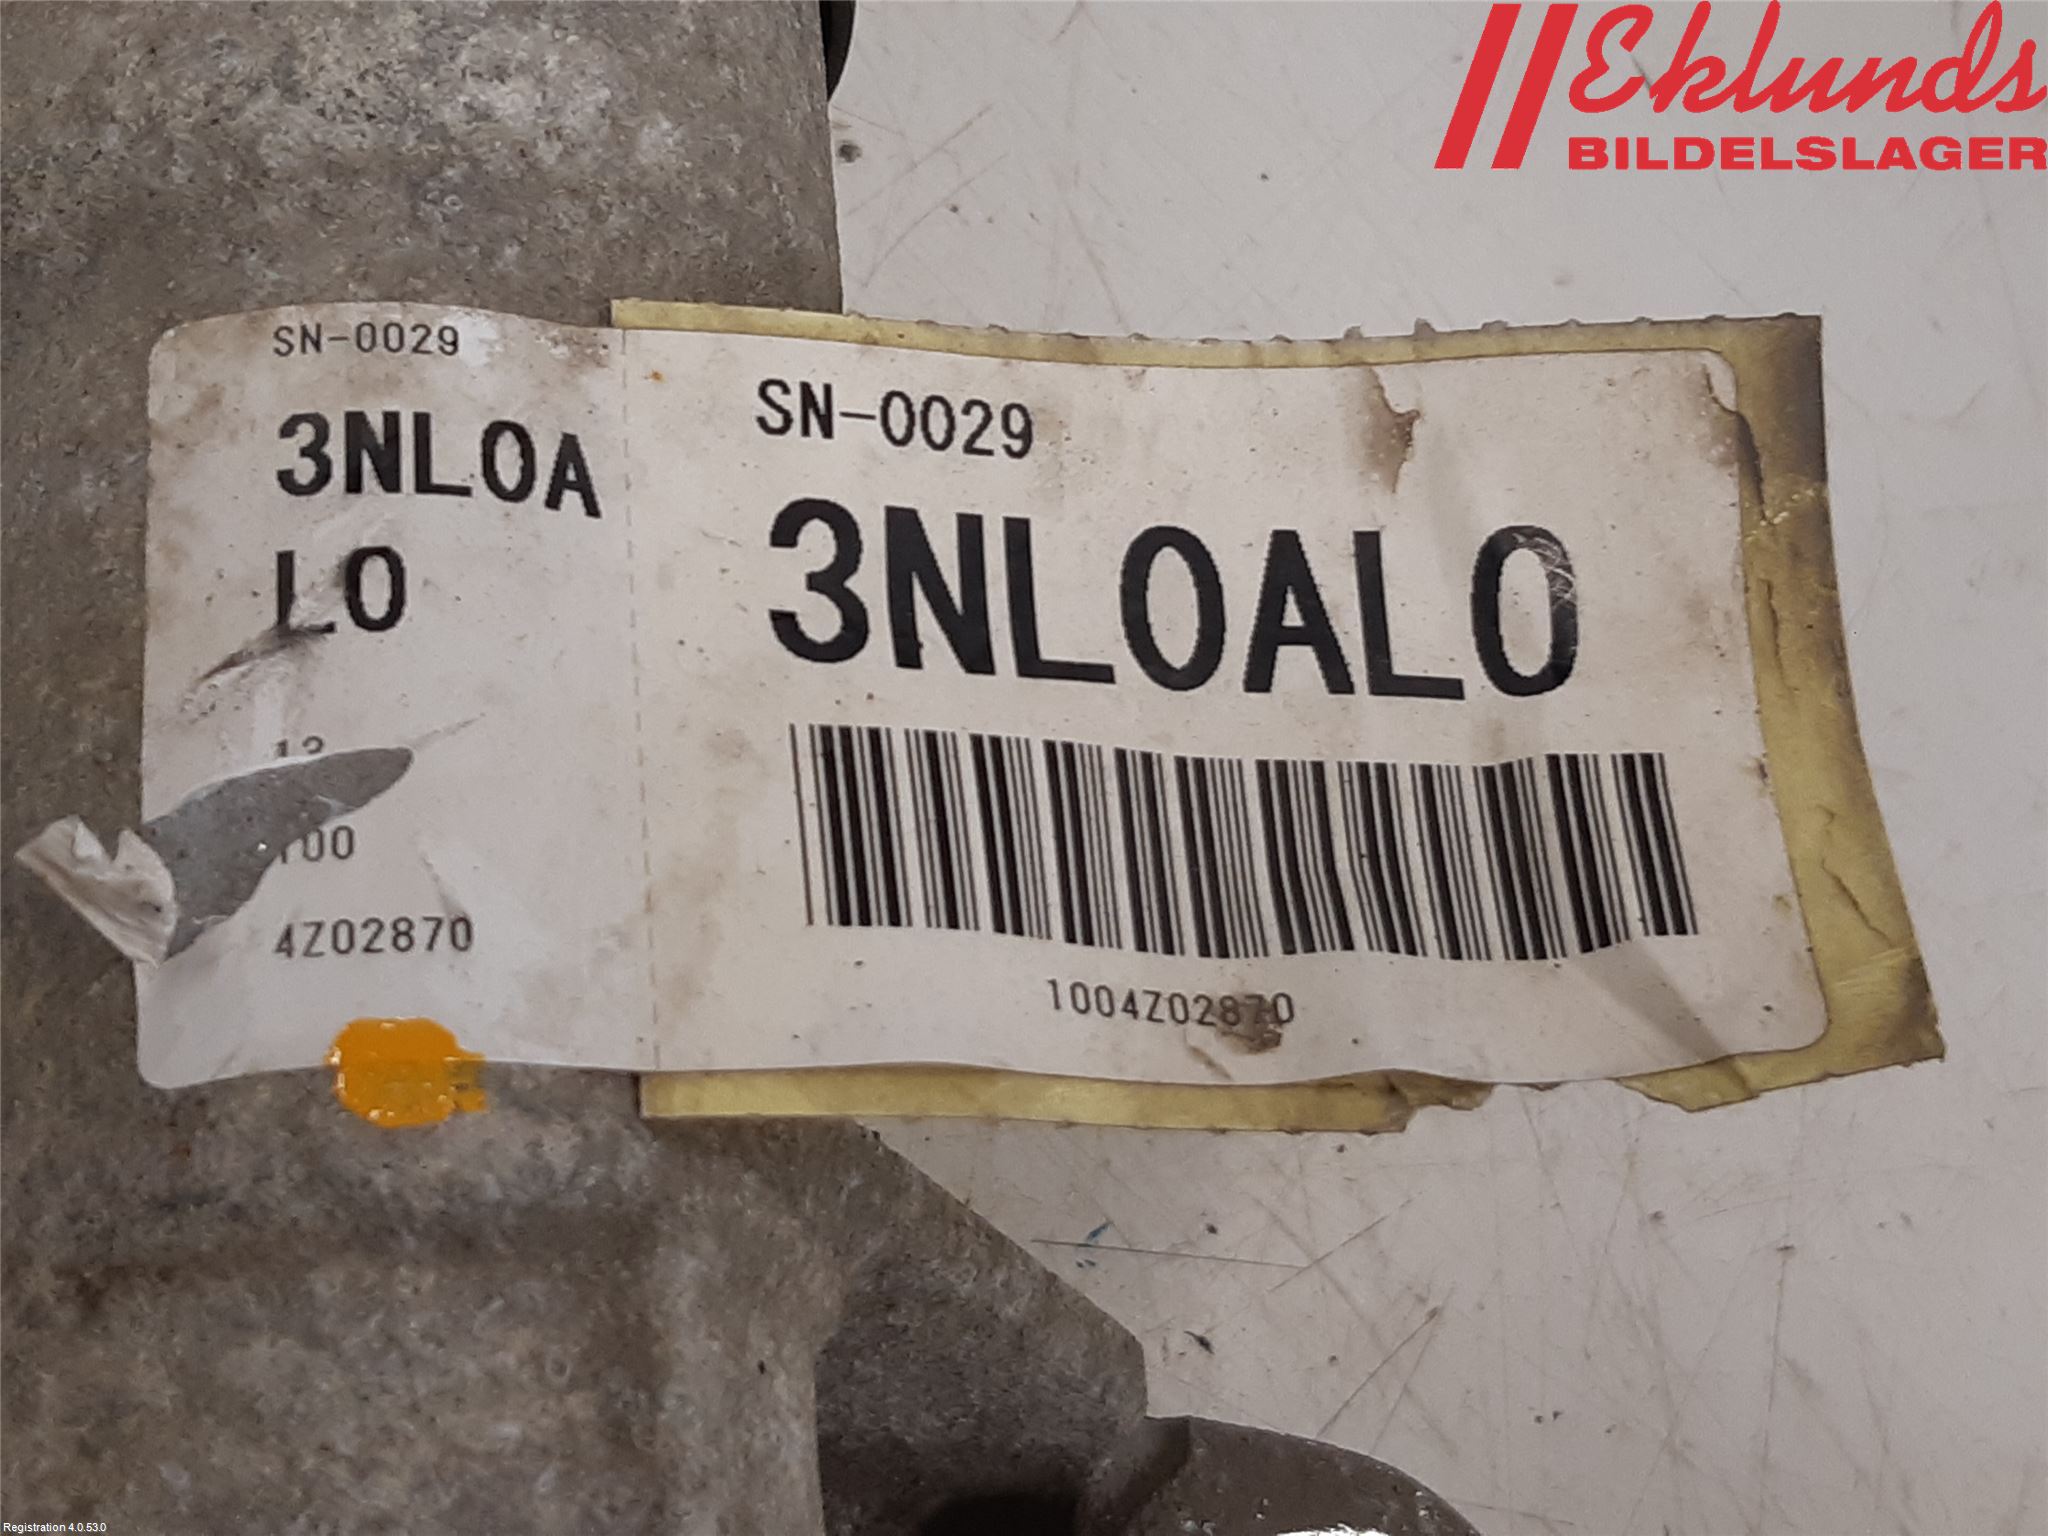 Eklunds
BILDELSLAGER
SN-0029
3NL0A
L0
100
4Z02870
SN-0029
3NL0AL0
1004Z02870
Registration 4.0.53.0